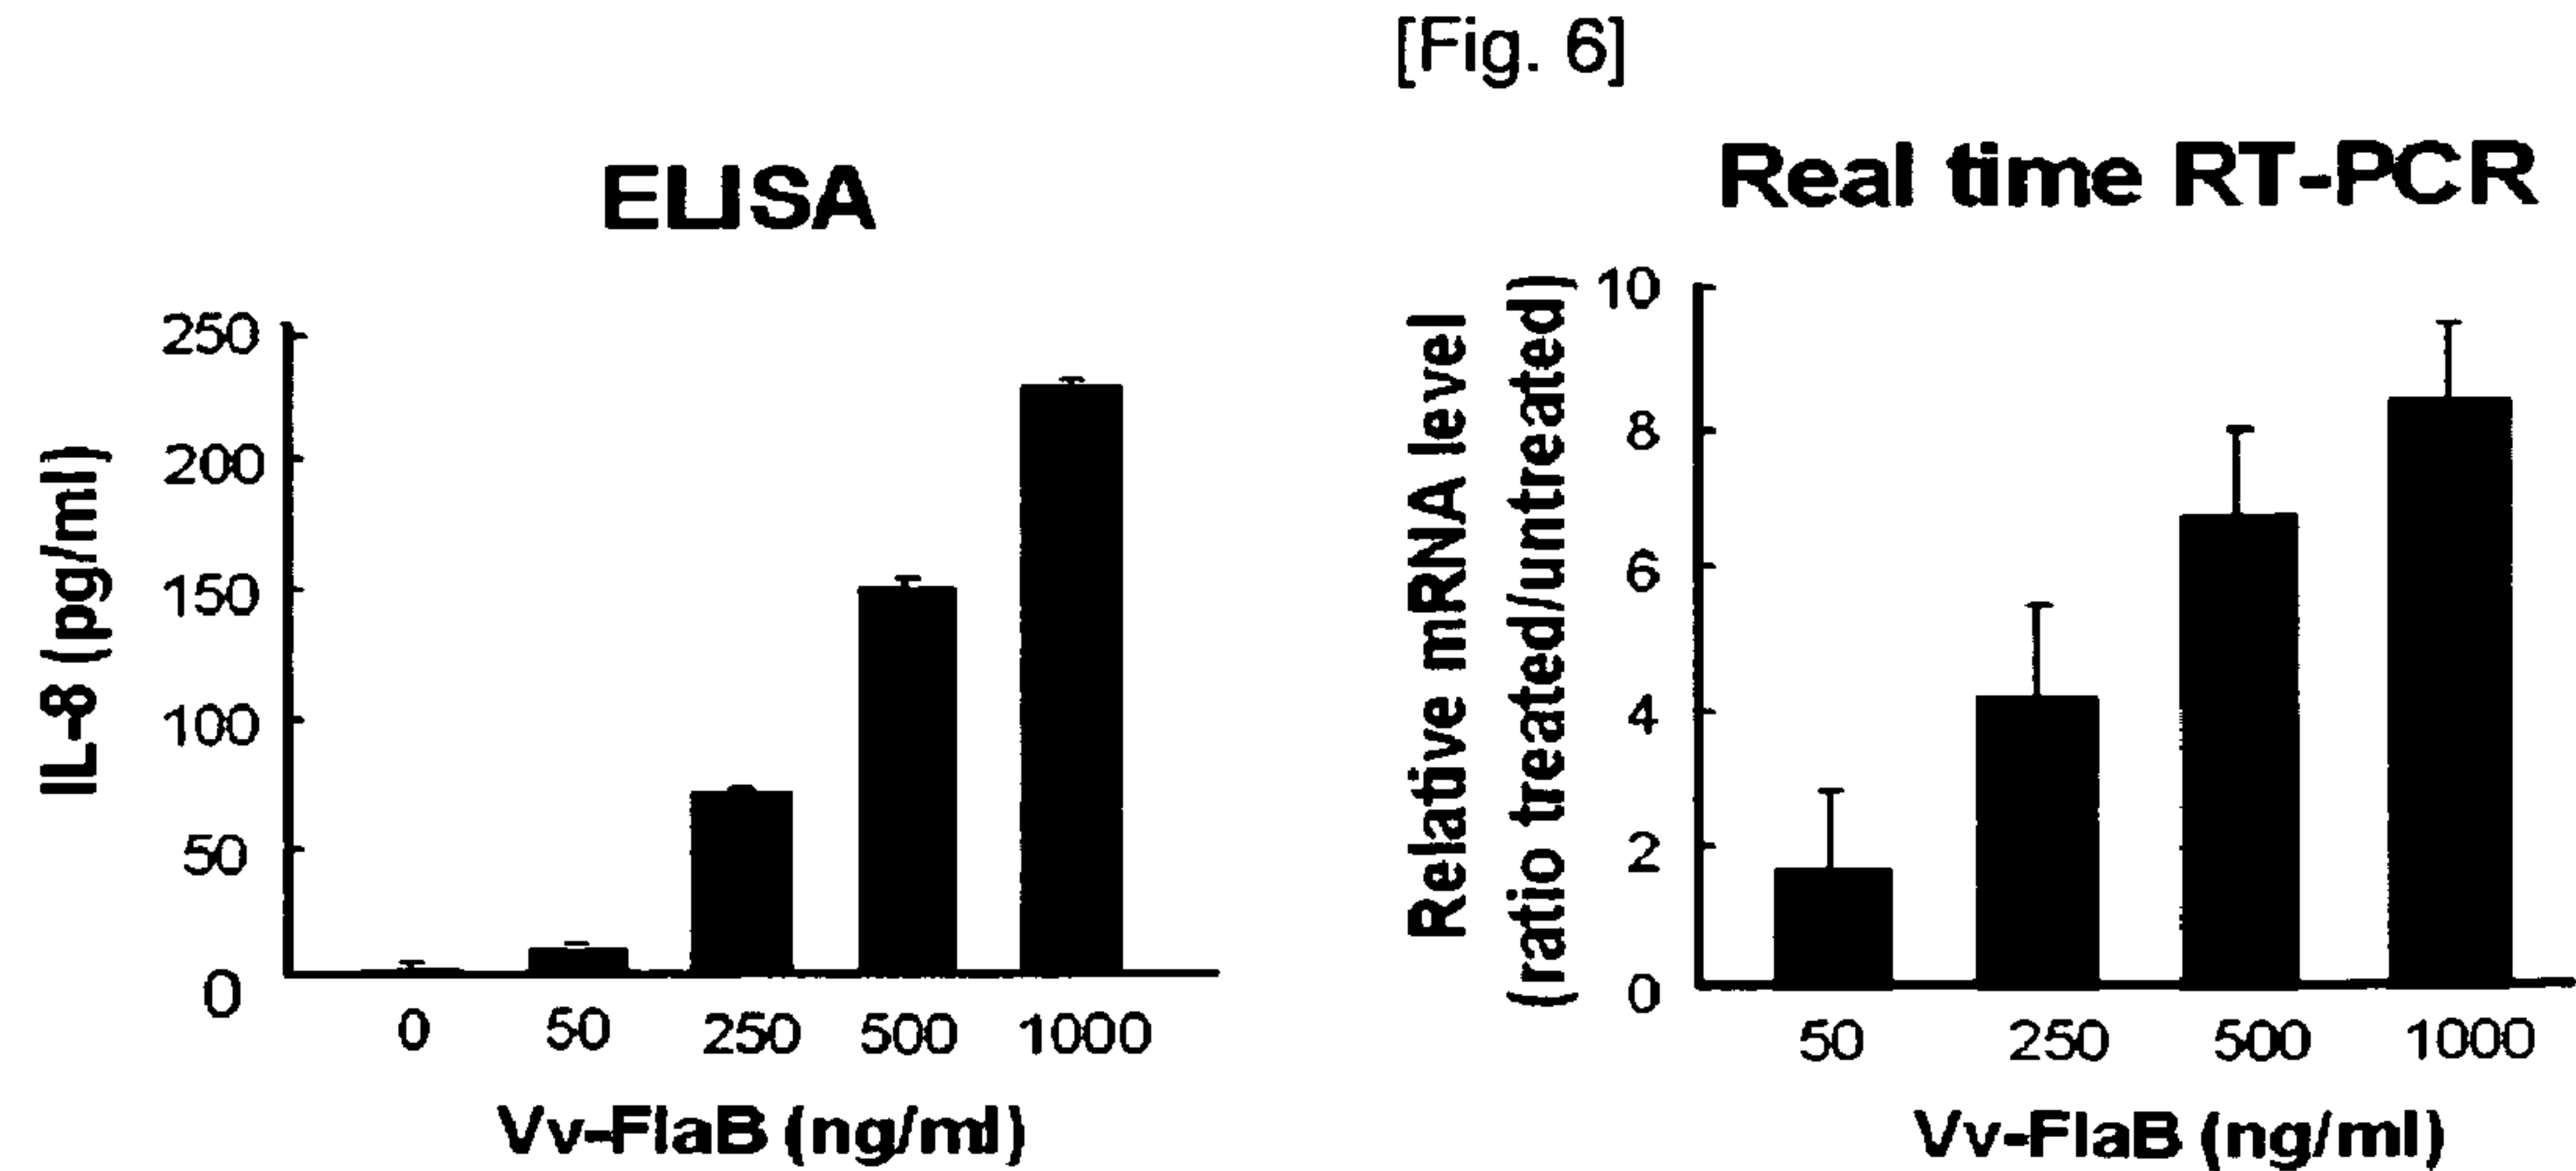 [Fig. 6]
ELISA
IL-8 (pg/ml)
250
200
150
100
50
0
0 50 250 500 1000
Vv-FlaB (ng/ml)
Real time RT-PCR
Relative mRNA level
(ratio treated/untreated)
10
8
6
4
2
0
50 250 500 1000
Vv-FlaB (ng/ml)